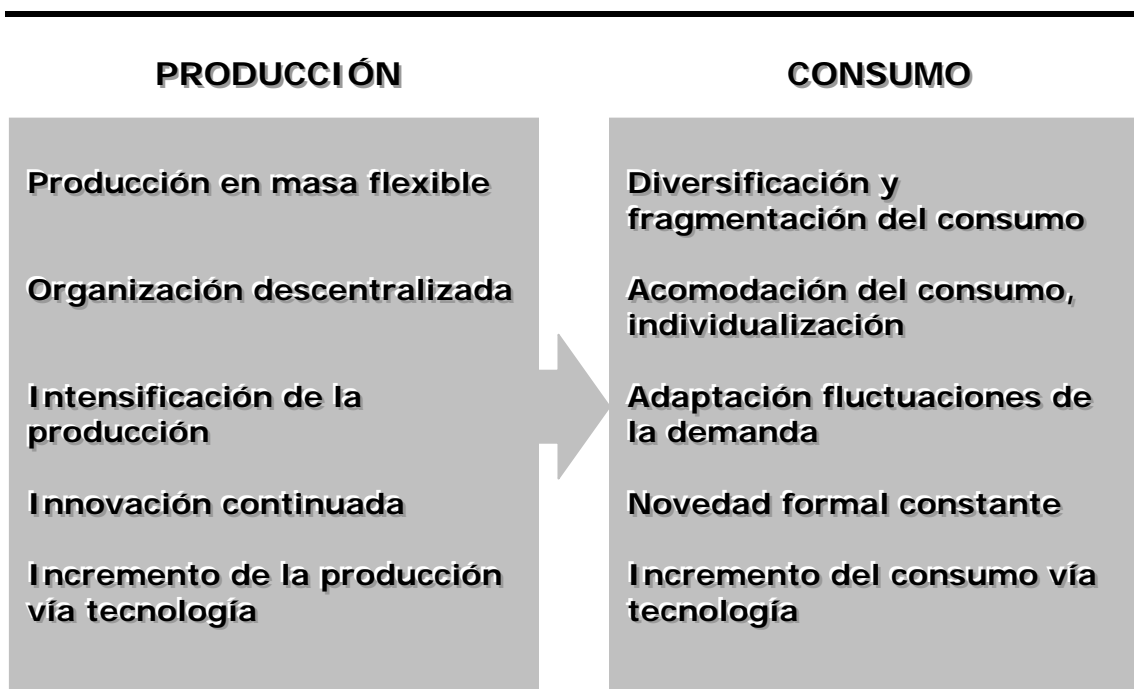 PRODUCCIÓN
Producción en masa flexible
Organización descentralizada
Intensificación de la
producción
Innovación continuada
Incremento de la producción
vía tecnología
CONSUMO
Diversificación y
fragmentación del consumo
Acomodación del consumo,
individualización
Adaptación fluctuaciones de
la demanda
Novedad formal constante
Incremento del consumo vía
tecnología